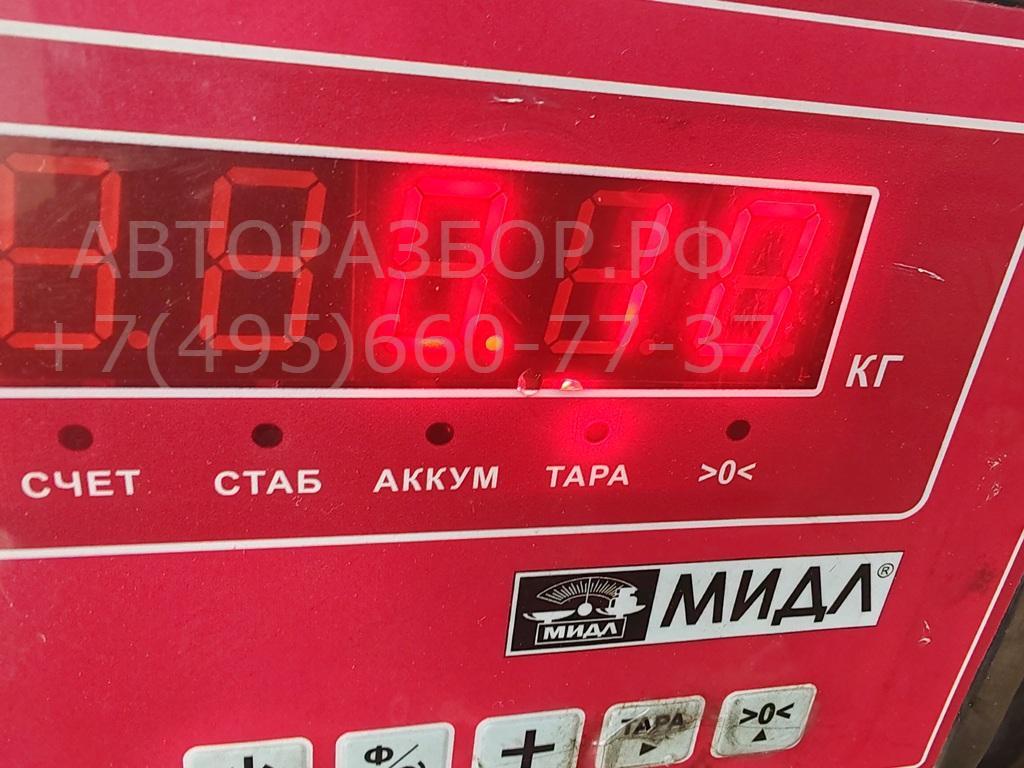 АВТОРАЗБОР.РФ
+7(495)660-77-37
КГ
СЧЕТ СТАБ АККУМ ТАРА >0<
МИДЛ МИДЛ®
+ ТАРА >0<